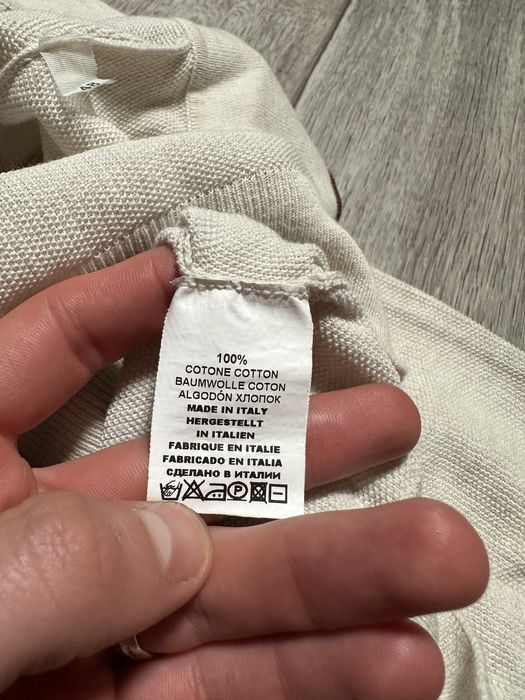 100%
COTONE COTTON
BAUMWOLLE COTON
ALGODÓN ХЛОПОК
MADE IN ITALY
HERGESTELLT
IN ITALIEN
FABRIQUE EN ITALIE
FABRICADO EN ITALIA
СДЕЛАНО В ИТАЛИИ